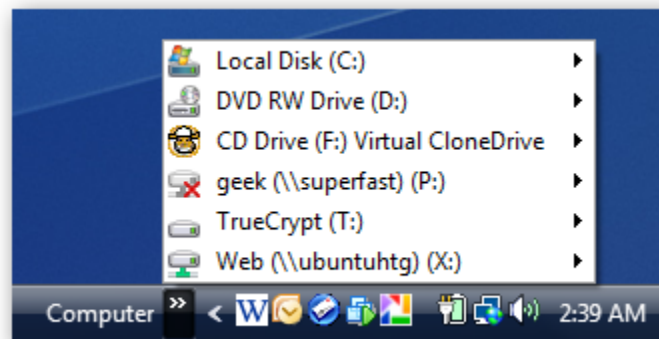 Local Disk (C:)
DVD RW Drive (D:)
CD Drive (F:) Virtual CloneDrive
geek (\\superfast) (P:)
TrueCrypt (T:)
Web (\\ubuntuhtg) (X:)
Computer » < W 2:39 AM